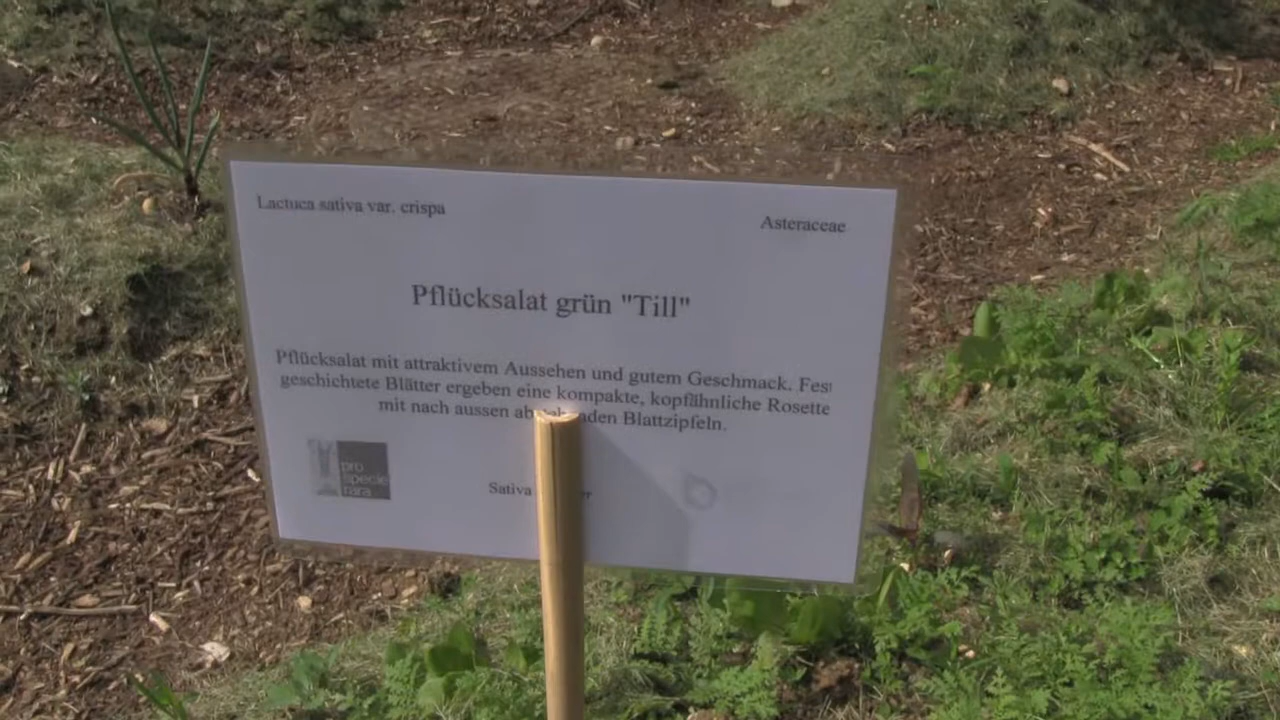 Lactuca sativa var. crispa
Asteraceae
Pflücksalat grün "Till"
Pflücksalat mit attraktivem Aussehen und gutem Geschmack. Fest
geschichtete Blätter ergeben eine kompakte, kopfähnliche Rosette
mit nach aussen Blattzipfeln.
pro
specie
rara
Sativa